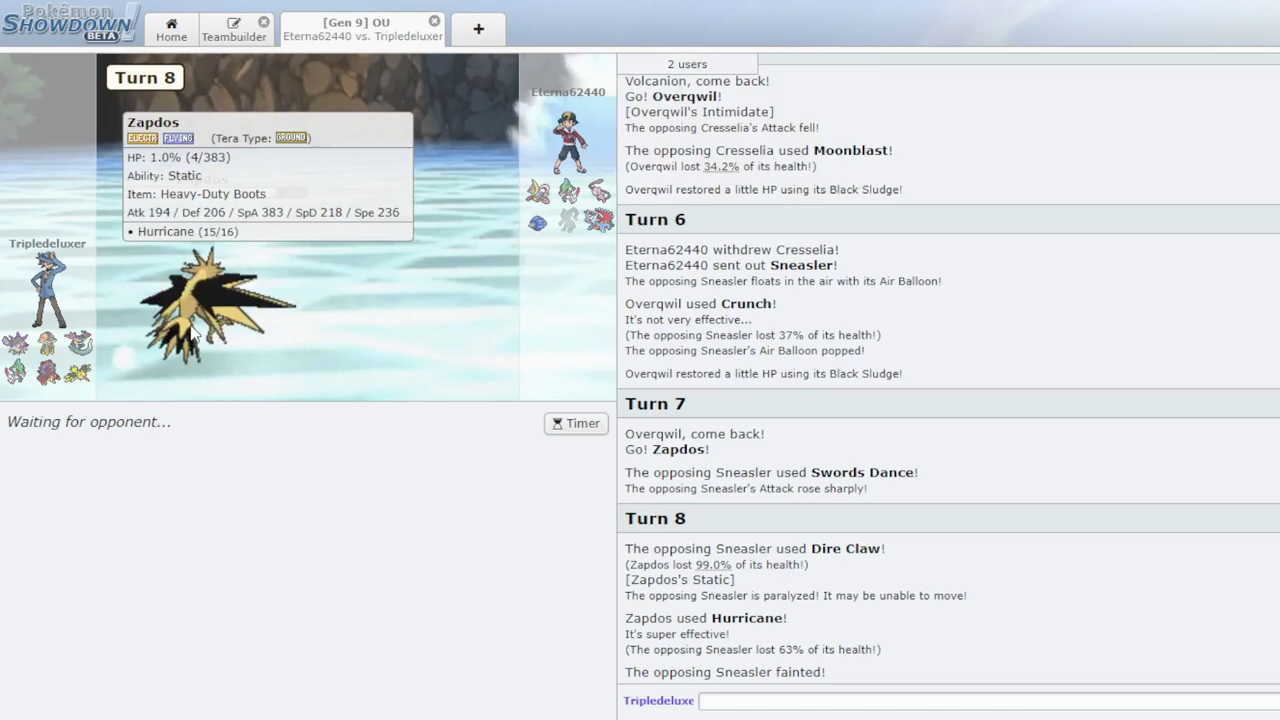 Pokémon
SHOWDOWN!
BETA
Home
Teambuilder
[Gen 9] OU
Eterna62440 vs. Tripledeluxer
+
Turn 8
Zapdos
ELECTR FLYING (Tera Type: GROUND)
HP: 1.0% (4/383)
Ability: Static
Item: Heavy-Duty Boots
Atk 194 / Def 206 / SpA 383 / SpD 218 / Spe 236
• Hurricane (15/16)
Eterna62440
Tripledeluxer
Waiting for opponent...
Timer
2 users
Volcanion, come back!
Go! Overqwil!
[Overqwil's Intimidate]
The opposing Cresselia's Attack fell!
The opposing Cresselia used Moonblast!
(Overqwil lost 34.2% of its health!)
Overqwil restored a little HP using its Black Sludge!
Turn 6
Eterna62440 withdrew Cresselia!
Eterna62440 sent out Sneasler!
The opposing Sneasler floats in the air with its Air Balloon!
Overqwil used Crunch!
It's not very effective...
(The opposing Sneasler lost 37% of its health!)
The opposing Sneasler's Air Balloon popped!
Overqwil restored a little HP using its Black Sludge!
Turn 7
Overqwil, come back!
Go! Zapdos!
The opposing Sneasler used Swords Dance!
The opposing Sneasler's Attack rose sharply!
Turn 8
The opposing Sneasler used Dire Claw!
(Zapdos lost 99.0% of its health!)
[Zapdos's Static]
The opposing Sneasler is paralyzed! It may be unable to move!
Zapdos used Hurricane!
It's super effective!
(The opposing Sneasler lost 63% of its health!)
The opposing Sneasler fainted!
Tripledeluxe